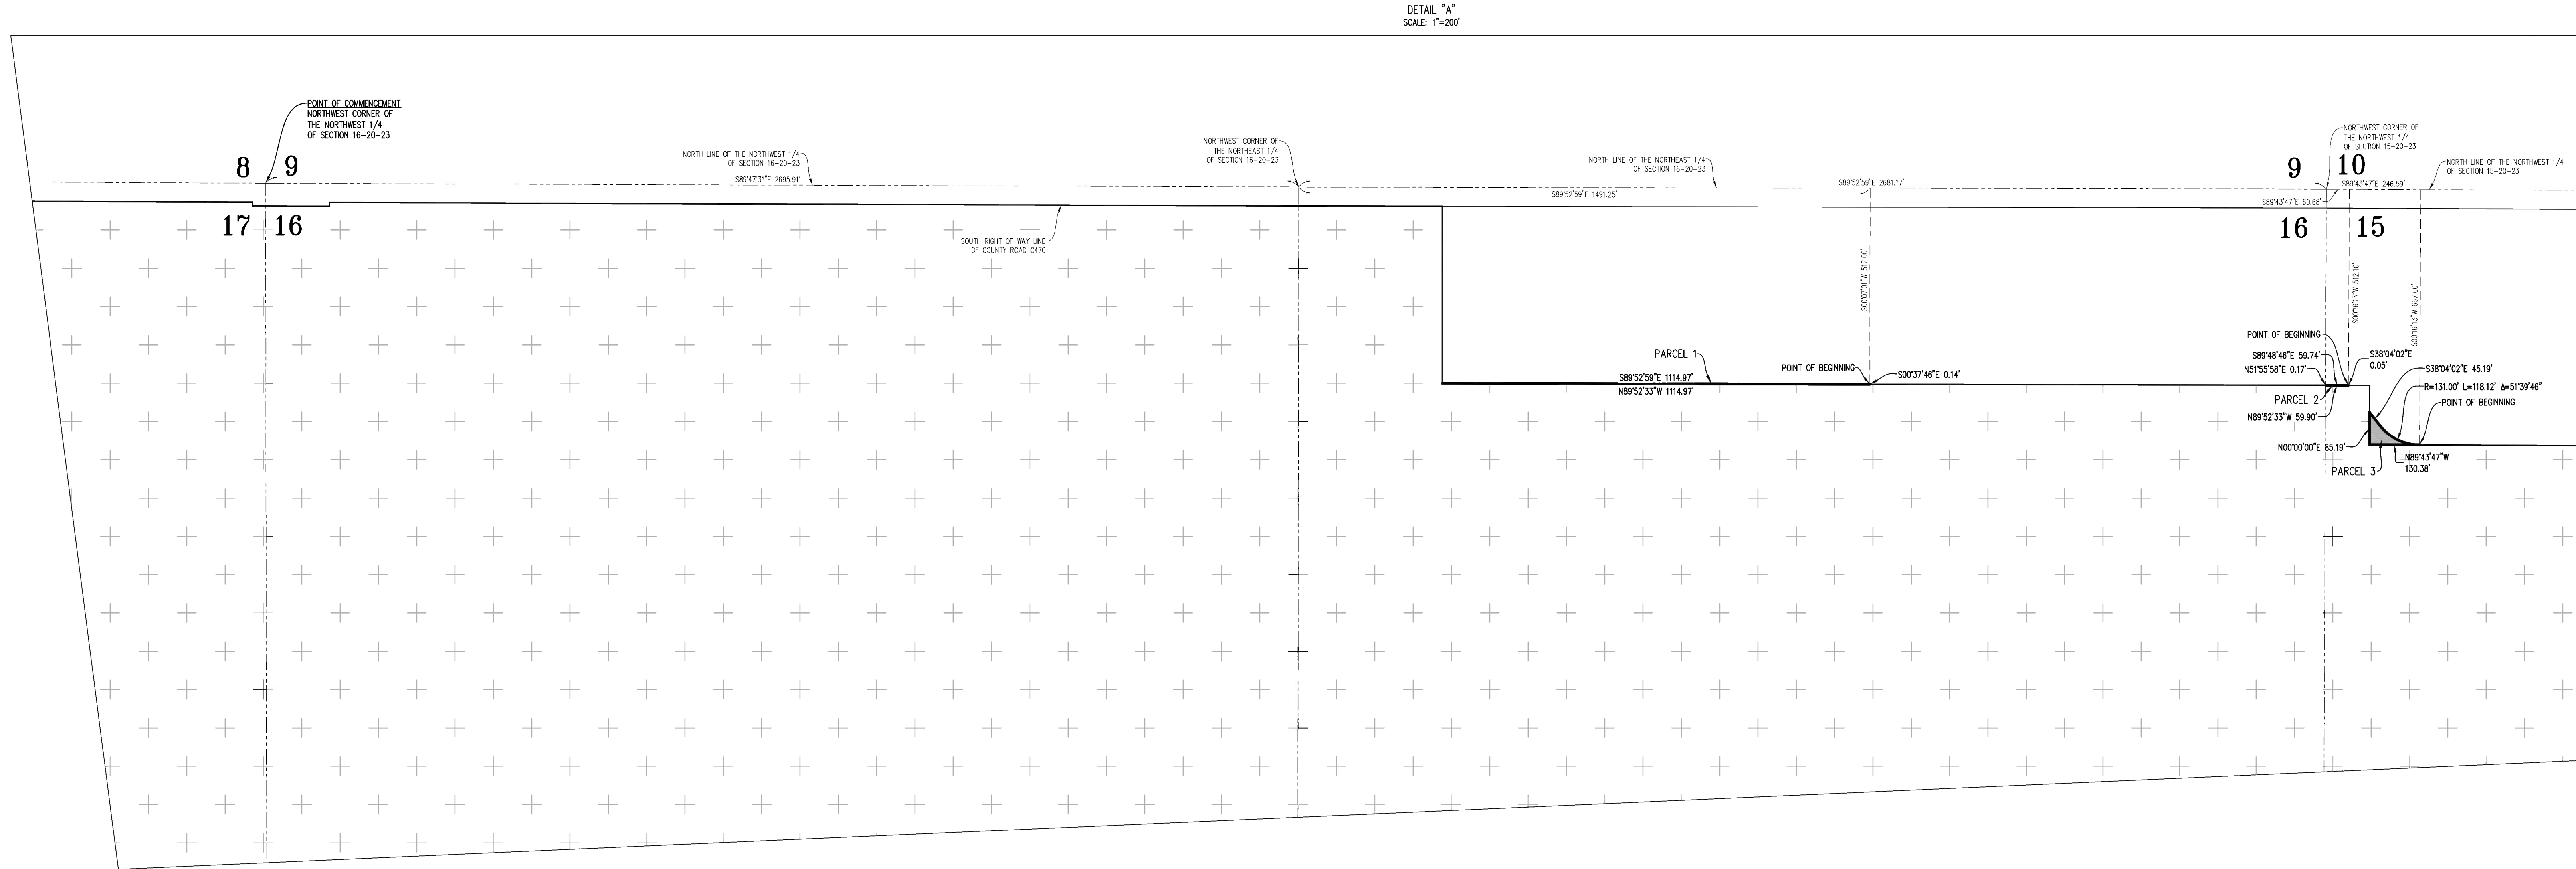 DETAIL "A"
SCALE: 1"=200'
POINT OF COMMENCEMENT
NORTHWEST CORNER OF
THE NORTHWEST 1/4
OF SECTION 16-20-23
8 9
17 16
NORTH LINE OF THE NORTHWEST 1/4
OF SECTION 16-20-23
S89°47'31"E 2695.91'
NORTHWEST CORNER OF
THE NORTHEAST 1/4
OF SECTION 16-20-23
SOUTH RIGHT OF WAY LINE
OF COUNTY ROAD C470
NORTH LINE OF THE NORTHEAST 1/4
OF SECTION 16-20-23
S89°52'59"E 1491.25'
S89°52'59"E 2681.17'
S00°07'01"W 512.00'
PARCEL 1
POINT OF BEGINNING
S89°52'59"E 1114.97'
N89°52'33"W 1114.97'
S00°37'46"E 0.14'
NORTHWEST CORNER OF
THE NORTHWEST 1/4
OF SECTION 15-20-23
9 10
16 15
NORTH LINE OF THE NORTHWEST 1/4
OF SECTION 15-20-23
S89°43'47"E 246.59'
S89°43'47"E 60.68'
S00°16'13"W 512.10'
S00°16'13"W 667.00'
POINT OF BEGINNING
S89°48'46"E 59.74'
N51°55'58"E 0.17'
S38°04'02"E
0.05'
PARCEL 2
N89°52'33"W 59.90'
S38°04'02"E 45.19'
R=131.00' L=118.12' Δ=51°39'46"
POINT OF BEGINNING
N00°00'00"E 85.19'
PARCEL 3
N89°43'47"W
130.38'